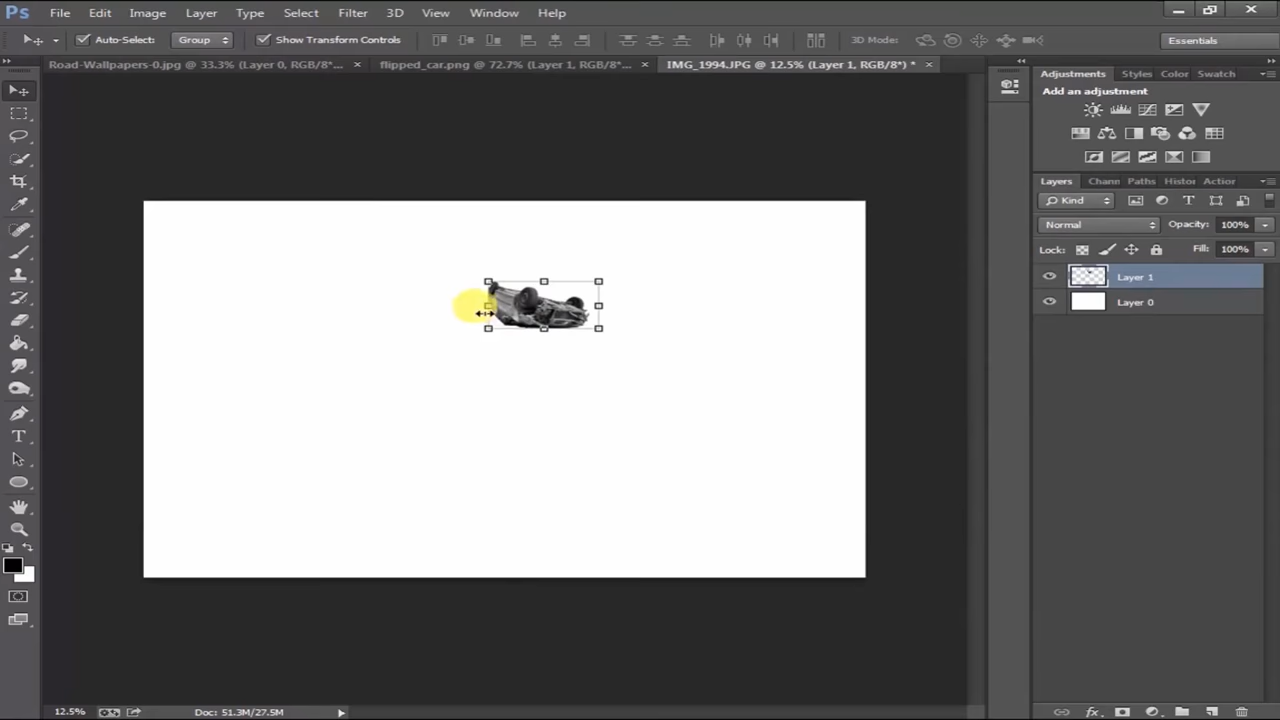 Ps File Edit Image Layer Type Select Filter 3D View Window Help
Auto-Select: Group Show Transform Controls 3D Mode: Essentials
Road-Wallpapers-0.jpg @ 33.3% (Layer 0, RGB/8*... × flipped_car.png @ 72.7% (Layer 1, RGB/8*... × IMG_1994.JPG @ 12.5% (Layer 1, RGB/8*) * ×
Adjustments Styles Color Swatch
Add an adjustment
Layers Chann Paths Histor Action
Kind
Normal Opacity: 100%
Lock: Fill: 100%
Layer 1
Layer 0
T
fx
12.5% Doc: 51.3M/27.5M